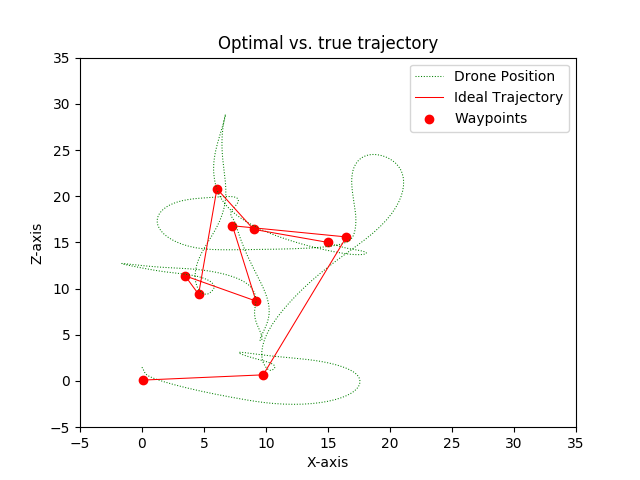 Optimal vs. true trajectory
Drone Position
Ideal Trajectory
Waypoints
35
30
25
20
15
10
5
0
−5
Z-axis
−5 0 5 10 15 20 25 30 35
X-axis